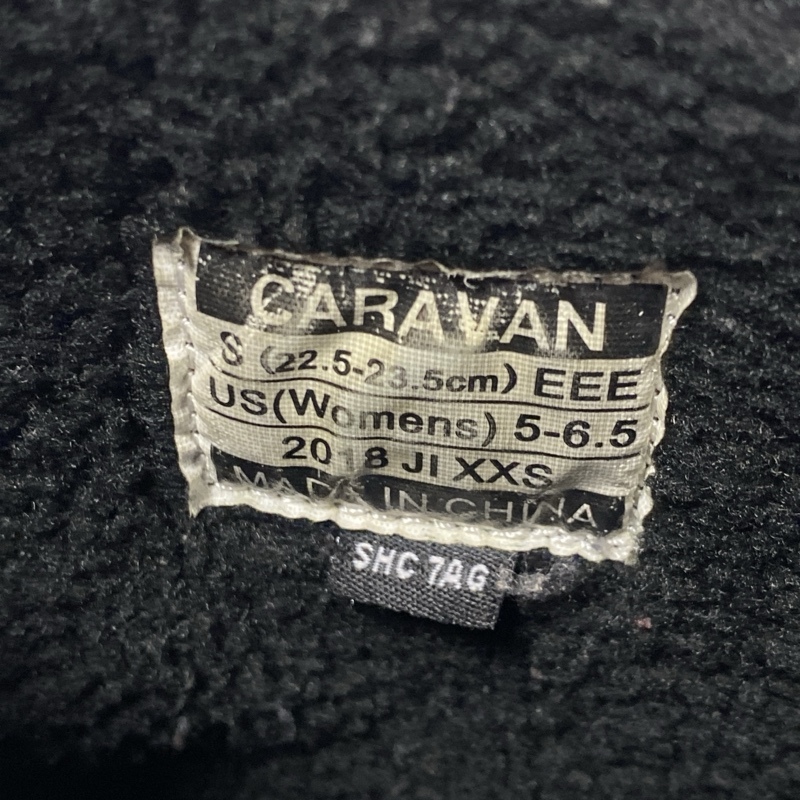 CARAVAN
S (22.5-23.5cm) EEE
US(Womens) 5-6.5
2018 JI XXS
MADE IN CHINA
SHC 7AG